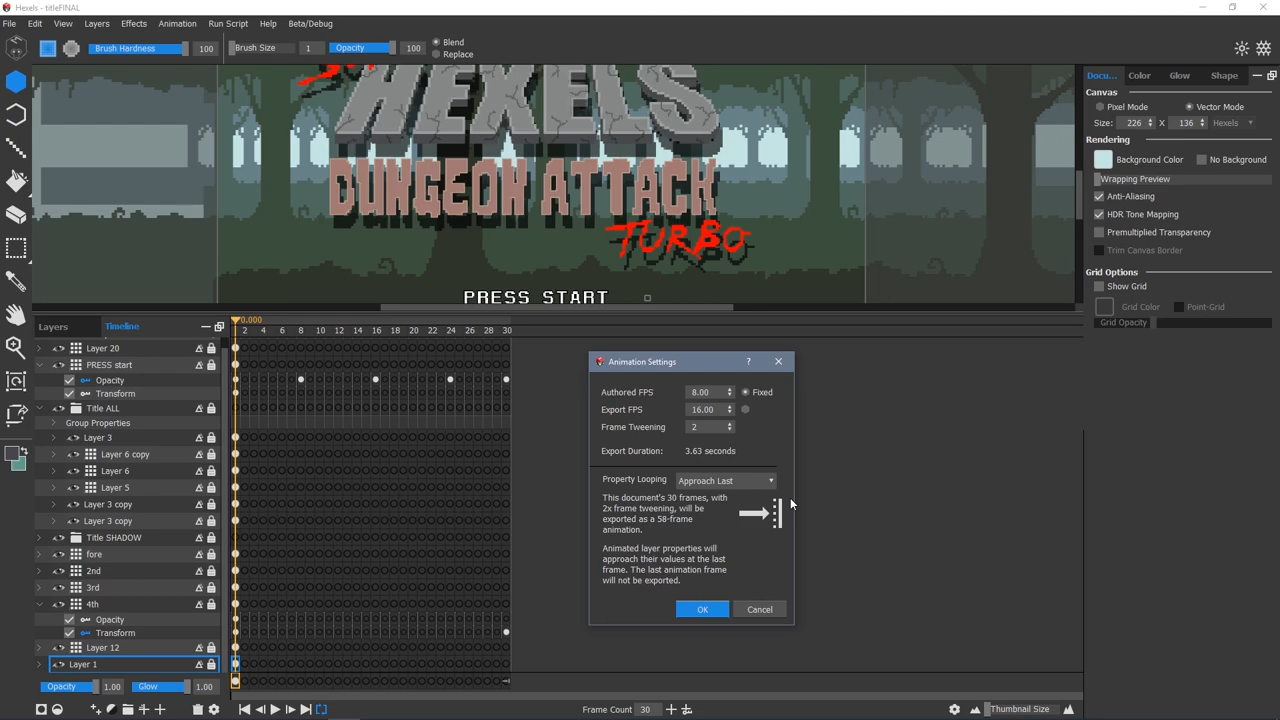 Hexels - titleFINAL
File Edit View Layers Effects Animation Run Script Help Beta/Debug
Brush Hardness 100 Brush Size 1 Opacity 100 Blend
Replace
HEXELS
DUNGEON ATTACK
TURBO
PRESS START
Docu... Color Glow Shape
Canvas
Pixel Mode Vector Mode
Size: 226 X 136 Hexels
Rendering
Background Color No Background
Wrapping Preview
Anti-Aliasing
HDR Tone Mapping
Premultiplied Transparency
Trim Canvas Border
Grid Options
Show Grid
Grid Color Point-Grid
Grid Opacity
Layers Timeline
0.000
2 4 6 8 10 12 14 16 18 20 22 24 26 28 30
Layer 20
PRESS start
Opacity
Transform
Title ALL
Group Properties
Layer 3
Layer 6 copy
Layer 6
Layer 5
Layer 3 copy
Layer 3 copy
Title SHADOW
fore
2nd
3rd
4th
Opacity
Transform
Layer 12
Layer 1
Opacity 1.00 Glow 1.00
Animation Settings ?
Authored FPS 8.00 Fixed
Export FPS 16.00
Frame Tweening 2
Export Duration: 3.63 seconds
Property Looping Approach Last
This document's 30 frames, with
2x frame tweening, will be
exported as a 58-frame
animation.
Animated layer properties will
approach their values at the last
frame. The last animation frame
will not be exported.
OK Cancel
Frame Count 30
Thumbnail Size